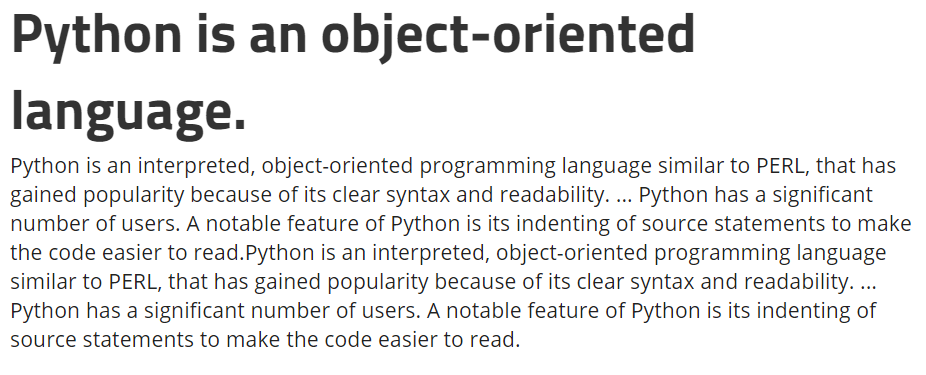 Python is an object-oriented
language.
Python is an interpreted, object-oriented programming language similar to PERL, that has
gained popularity because of its clear syntax and readability. ... Python has a significant
number of users. A notable feature of Python is its indenting of source statements to make
the code easier to read.Python is an interpreted, object-oriented programming language
similar to PERL, that has gained popularity because of its clear syntax and readability. ...
Python has a significant number of users. A notable feature of Python is its indenting of
source statements to make the code easier to read.